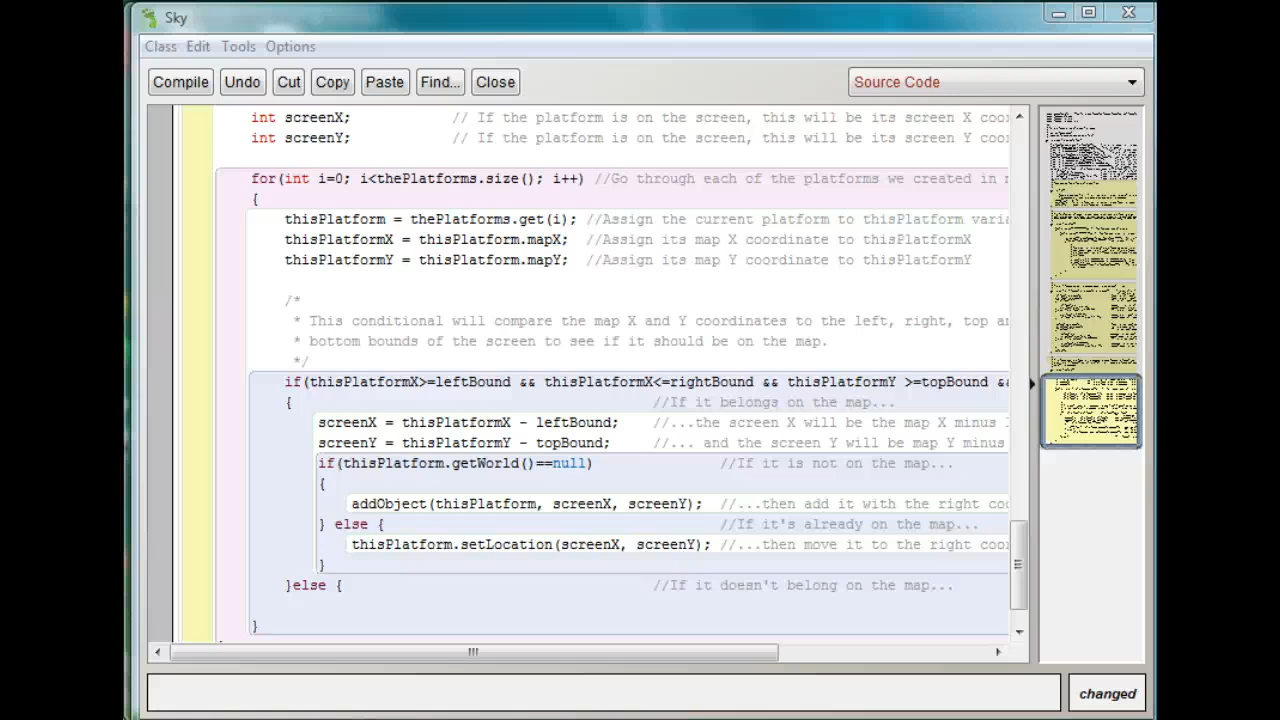 Sky
Class Edit Tools Options
Compile Undo Cut Copy Paste Find... Close Source Code
int screenX; // If the platform is on the screen, this will be its screen X
int screenY; // If the platform is on the screen, this will be its screen Y
for(int i=0; i<thePlatforms.size(); i++) //Go through each of the platforms we created in
{
thisPlatform = thePlatforms.get(i); //Assign the current platform to thisPlatform
thisPlatformX = thisPlatform.mapX; //Assign its map X coordinate to thisPlatformX
thisPlatformY = thisPlatform.mapY; //Assign its map Y coordinate to thisPlatformY
/*
* This conditional will compare the map X and Y coordinates to the left, right, top
* bottom bounds of the screen to see if it should be on the map.
*/
if(thisPlatformX>=leftBound && thisPlatformX<=rightBound && thisPlatformY >=topBound &&
{ //If it belongs on the map...
screenX = thisPlatformX - leftBound; //...the screen X will be the map X minus
screenY = thisPlatformY - topBound; //... and the screen Y will be map Y minus
if(thisPlatform.getWorld()==null) //If it is not on the map...
{
addObject(thisPlatform, screenX, screenY); //...then add it with the right
} else { //If it's already on the map...
thisPlatform.setLocation(screenX, screenY); //...then move it to the right
}
}else { //If it doesn't belong on the map...
}
changed